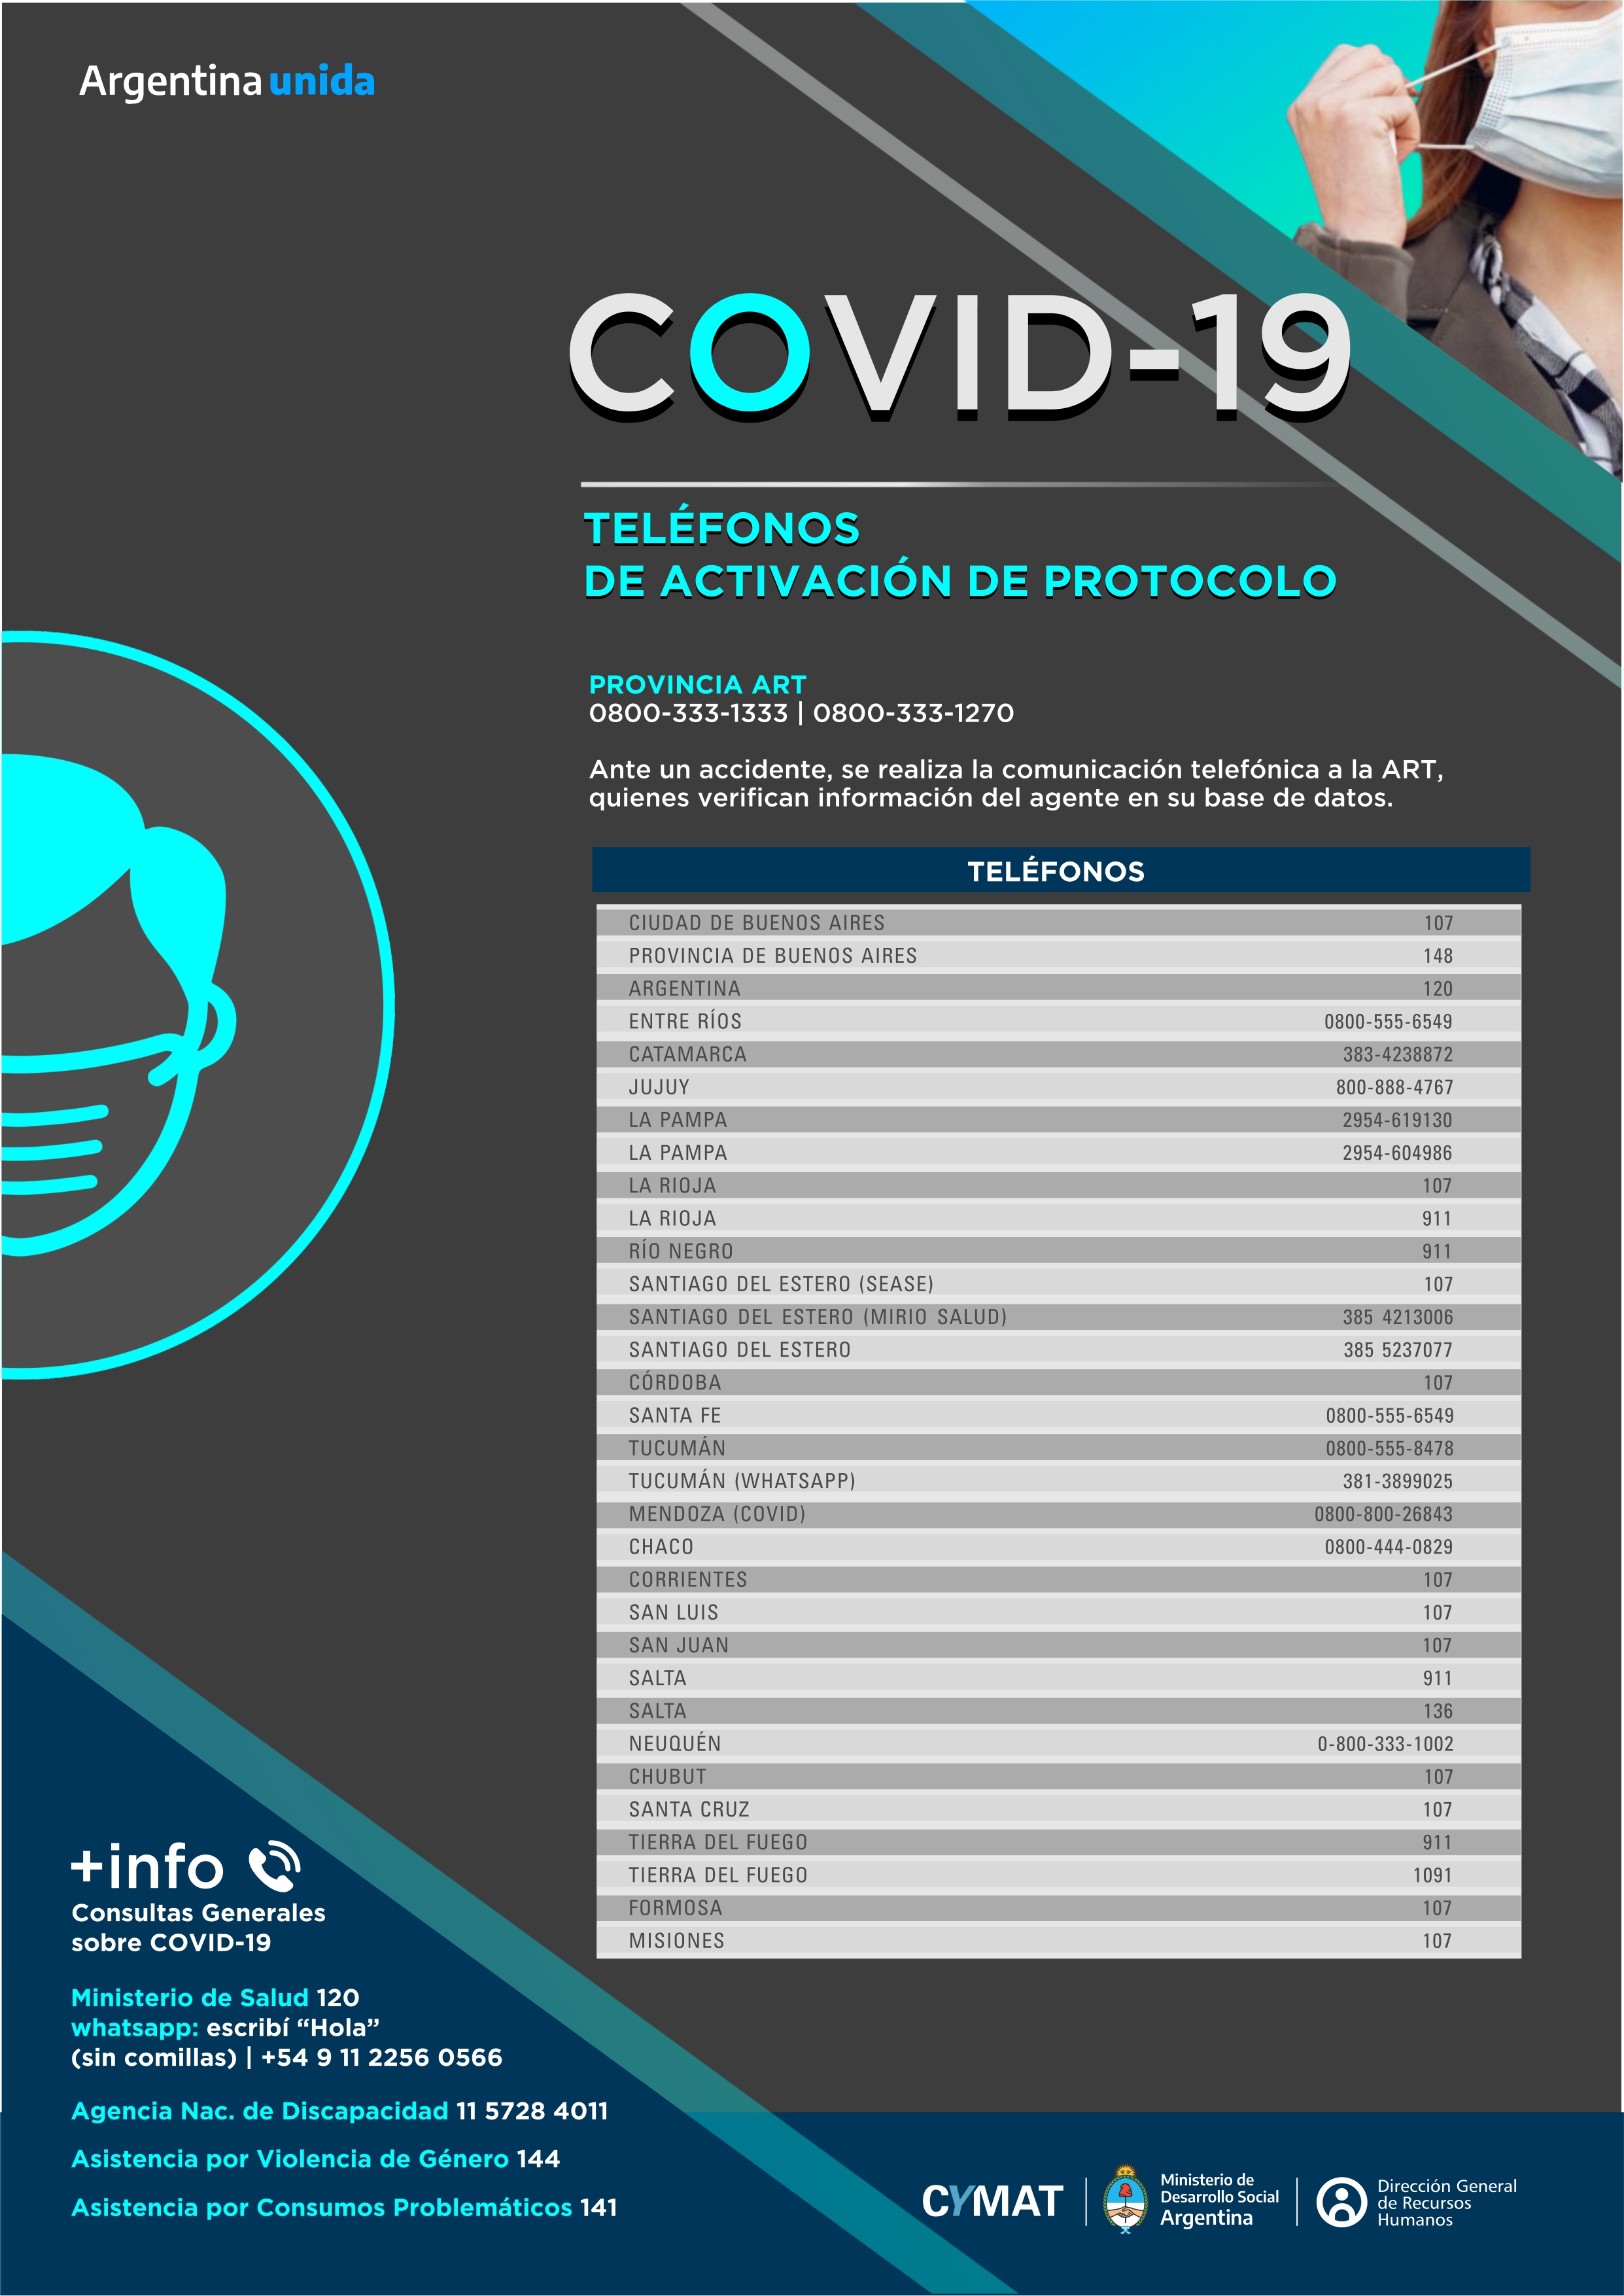 Argentina unida
COVID-19
TELÉFONOS
DE ACTIVACIÓN DE PROTOCOLO
PROVINCIA ART
0800-333-1333 | 0800-333-1270
Ante un accidente, se realiza la comunicación telefónica a la ART,
quienes verifican información del agente en su base de datos.
TELÉFONOS
CIUDAD DE BUENOS AIRES 107
PROVINCIA DE BUENOS AIRES 148
ARGENTINA 120
ENTRE RÍOS 0800-555-6549
CATAMARCA 383-4238872
JUJUY 800-888-4767
LA PAMPA 2954-619130
LA PAMPA 2954-604986
LA RIOJA 107
LA RIOJA 911
RÍO NEGRO 911
SANTIAGO DEL ESTERO (SEASE) 107
SANTIAGO DEL ESTERO (MIRIO SALUD) 385 4213006
SANTIAGO DEL ESTERO 385 5237077
CÓRDOBA 107
SANTA FE 0800-555-6549
TUCUMÁN 0800-555-8478
TUCUMÁN (WHATSAPP) 381-3899025
MENDOZA (COVID) 0800-800-26843
CHACO 0800-444-0829
CORRIENTES 107
SAN LUIS 107
SAN JUAN 107
SALTA 911
SALTA 136
NEUQUÉN 0-800-333-1002
CHUBUT 107
SANTA CRUZ 107
TIERRA DEL FUEGO 911
TIERRA DEL FUEGO 1091
FORMOSA 107
MISIONES 107
+info
Consultas Generales
sobre COVID-19
Ministerio de Salud 120
whatsapp: escribí “Hola”
(sin comillas) | +54 9 11 2256 0566
Agencia Nac. de Discapacidad 11 5728 4011
Asistencia por Violencia de Género 144
Asistencia por Consumos Problemáticos 141
CYMAT
Ministerio de
Desarrollo Social
Argentina
Dirección General
de Recursos
Humanos